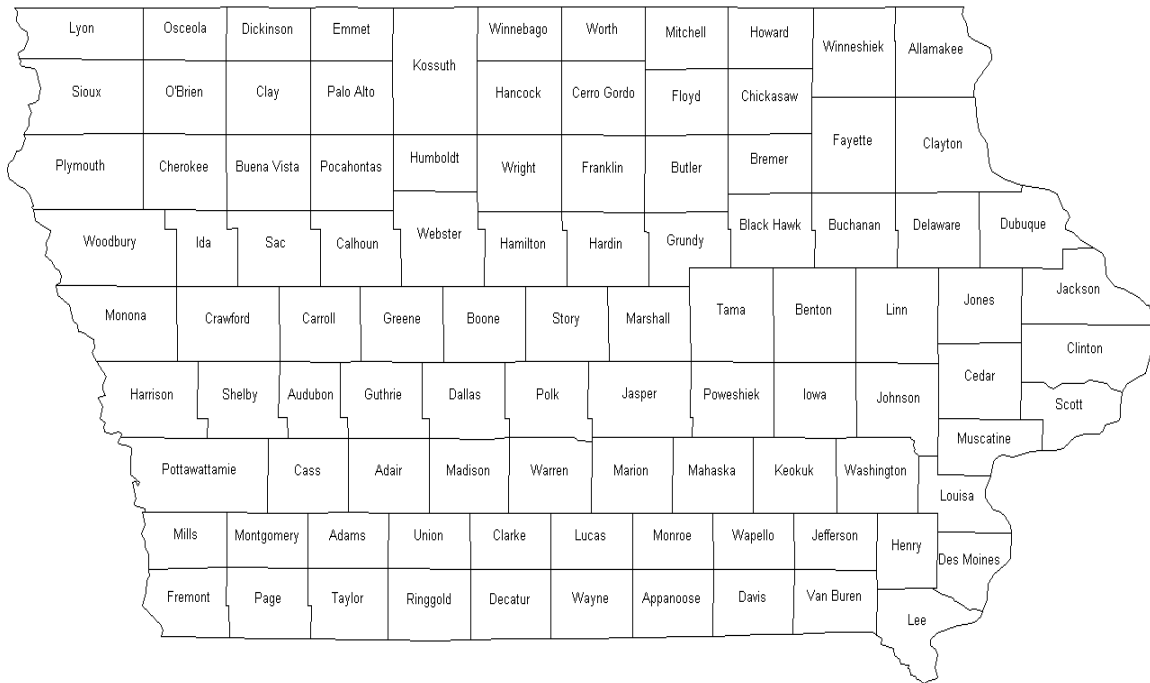 Lyon
Osceola
Dickinson
Emmet
Winnebago
Worth
Mitchell
Howard
Winneshiek
Allamakee
Kossuth
Sioux
O'Brien
Clay
Palo Alto
Hancock
Cerro Gordo
Floyd
Chickasaw
Fayette
Clayton
Plymouth
Cherokee
Buena Vista
Pocahontas
Humboldt
Wright
Franklin
Butler
Bremer
Woodbury
Ida
Sac
Calhoun
Webster
Hamilton
Hardin
Grundy
Black Hawk
Buchanan
Delaware
Dubuque
Monona
Crawford
Carroll
Greene
Boone
Story
Marshall
Tama
Benton
Linn
Jones
Jackson
Clinton
Harrison
Shelby
Audubon
Guthrie
Dallas
Polk
Jasper
Poweshiek
Iowa
Johnson
Cedar
Scott
Muscatine
Pottawattamie
Cass
Adair
Madison
Warren
Marion
Mahaska
Keokuk
Washington
Louisa
Mills
Montgomery
Adams
Union
Clarke
Lucas
Monroe
Wapello
Jefferson
Henry
Des Moines
Fremont
Page
Taylor
Ringgold
Decatur
Wayne
Appanoose
Davis
Van Buren
Lee